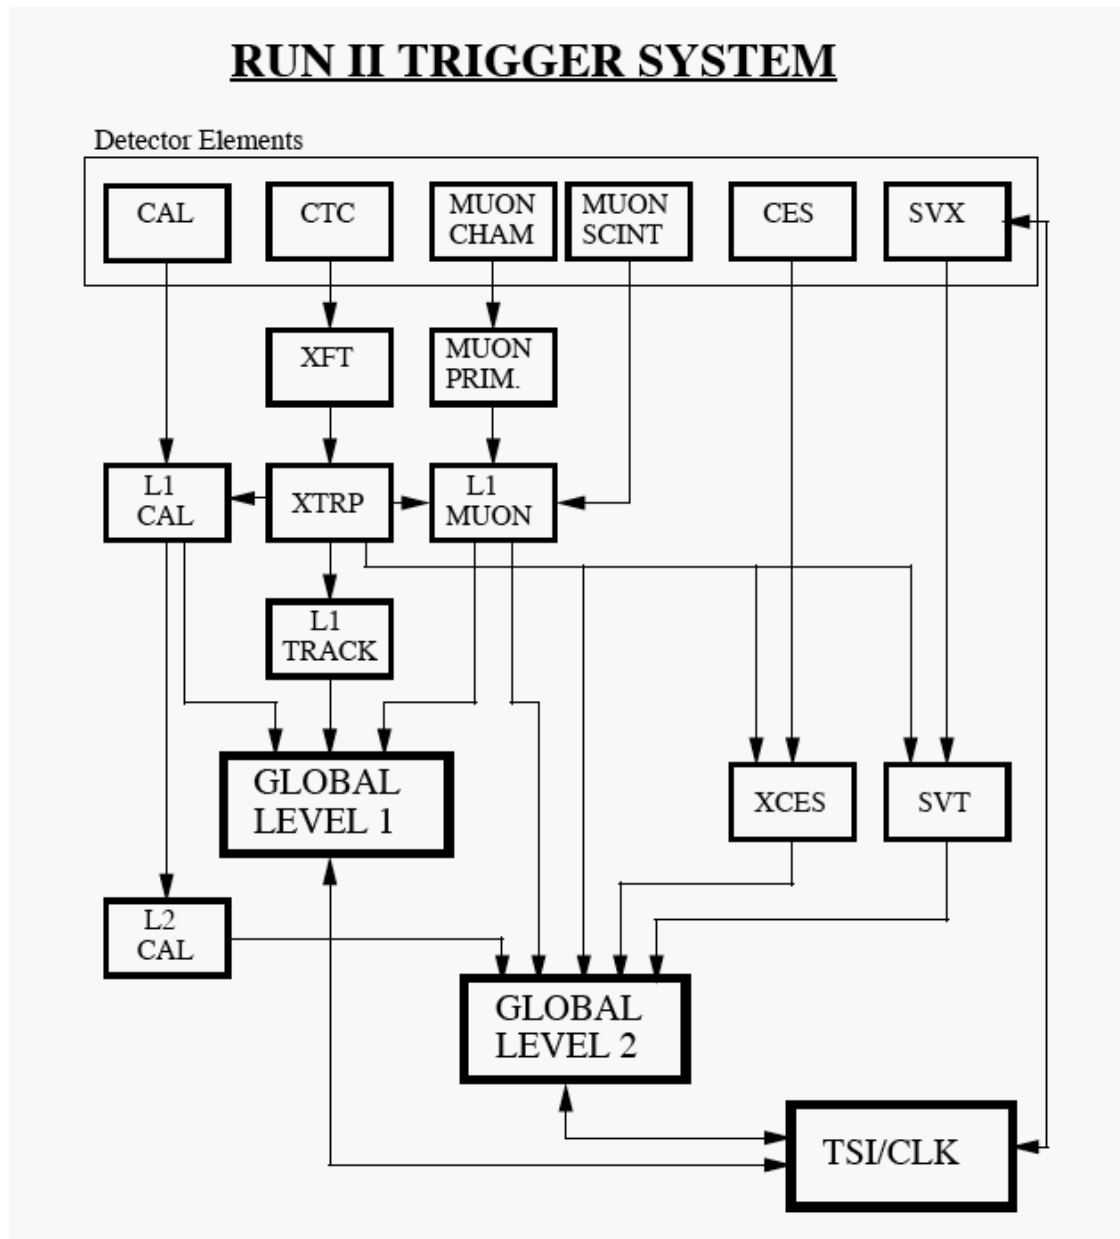 RUN II TRIGGER SYSTEM
Detector Elements
CAL
CTC
MUON
CHAM
MUON
SCINT
CES
SVX
XFT
MUON
PRIM.
L1
CAL
XTRP
L1
MUON
L1
TRACK
GLOBAL
LEVEL 1
XCES
SVT
L2
CAL
GLOBAL
LEVEL 2
TSI/CLK